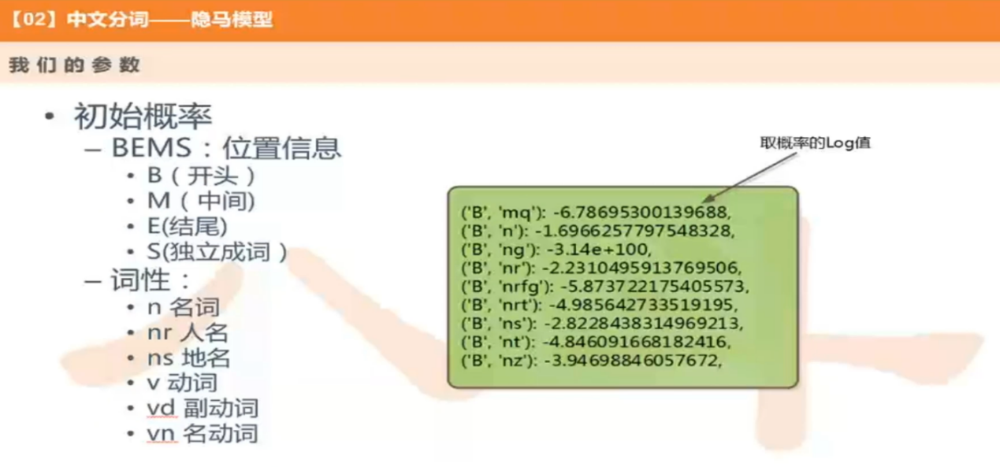 【02】中文分词——隐马模型
我们的参数
• 初始概率
– BEMS：位置信息
• B（开头）
• M（中间)
• E(结尾)
• S(独立成词）
– 词性：
• n 名词
• nr 人名
• ns 地名
• v 动词
• vd 副动词
• vn 名动词
取概率的Log值
('B', 'mq'): -6.78695300139688,
('B', 'n'): -1.6966257797548328,
('B', 'ng'): -3.14e+100,
('B', 'nr'): -2.2310495913769506,
('B', 'nrfg'): -5.873722175405573,
('B', 'nrt'): -4.985642733519195,
('B', 'ns'): -2.8228438314969213,
('B', 'nt'): -4.846091668182416,
('B', 'nz'): -3.94698846057672,